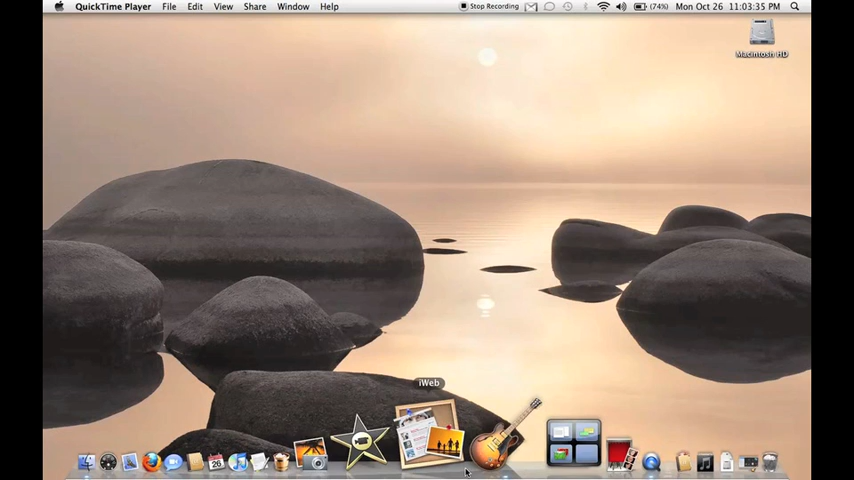 QuickTime Player File Edit View Share Window Help Stop Recording (74%) Mon Oct 26 11:03:35 PM
Macintosh HD
iWeb
26